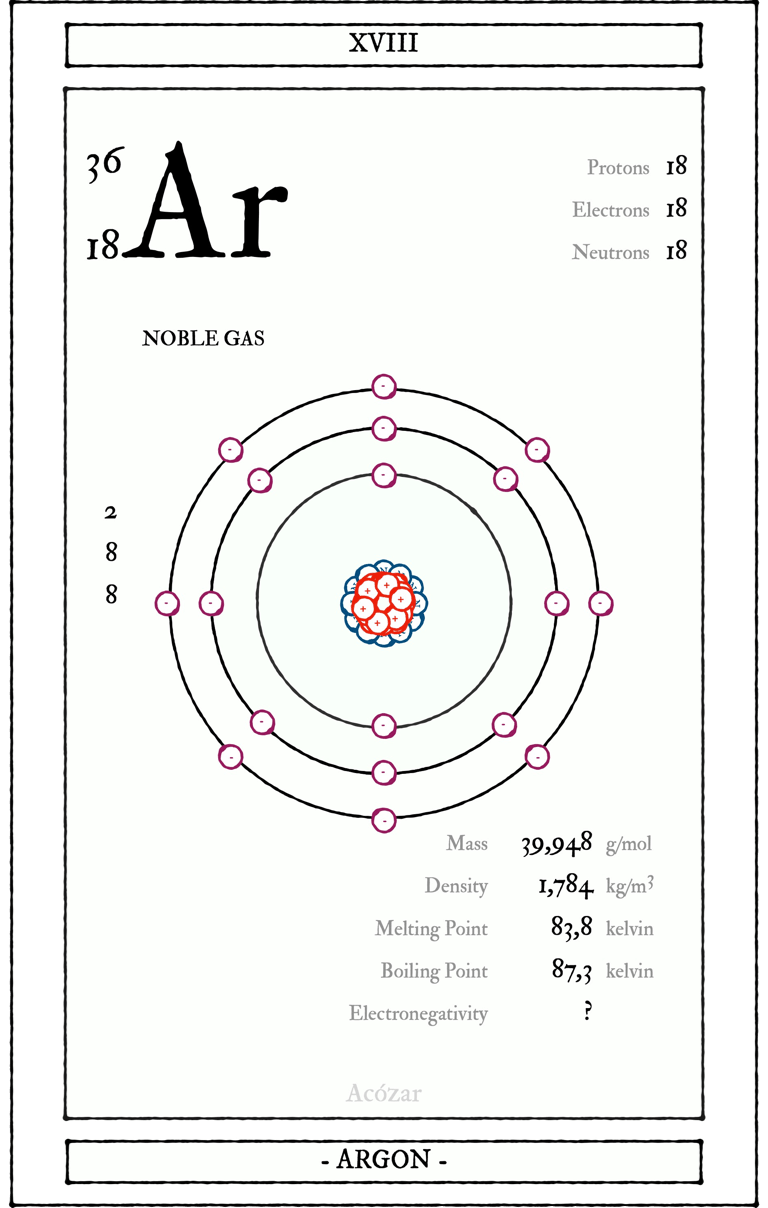 XVIII
36
18
Ar
Protons 18
Electrons 18
Neutrons 18
NOBLE GAS
2
8
8
Mass 39,948 g/mol
Density 1,784 kg/m³
Melting Point 83,8 kelvin
Boiling Point 87,3 kelvin
Electronegativity ?
Acózar
- ARGON -